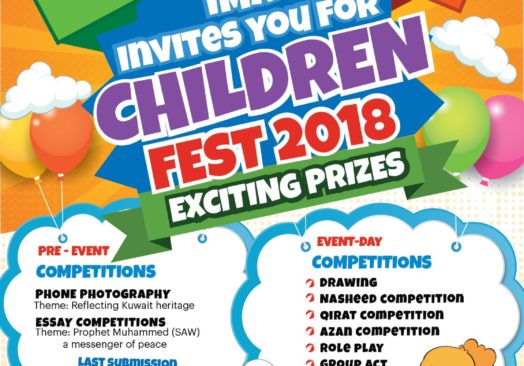 INVITES YOU FOR
CHILDREN
FEST 2018
EXCITING PRIZES
PRE - EVENT
COMPETITIONS
PHONE PHOTOGRAPHY
Theme: Reflecting Kuwait heritage
ESSAY COMPETITIONS
Theme: Prophet Muhammed (SAW)
a messenger of peace
LAST SUBMISSION
EVENT-DAY
COMPETITIONS
DRAWING
NASHEED COMPETITION
QIRAT COMPETITION
AZAN COMPETITION
ROLE PLAY
GROUP ACT